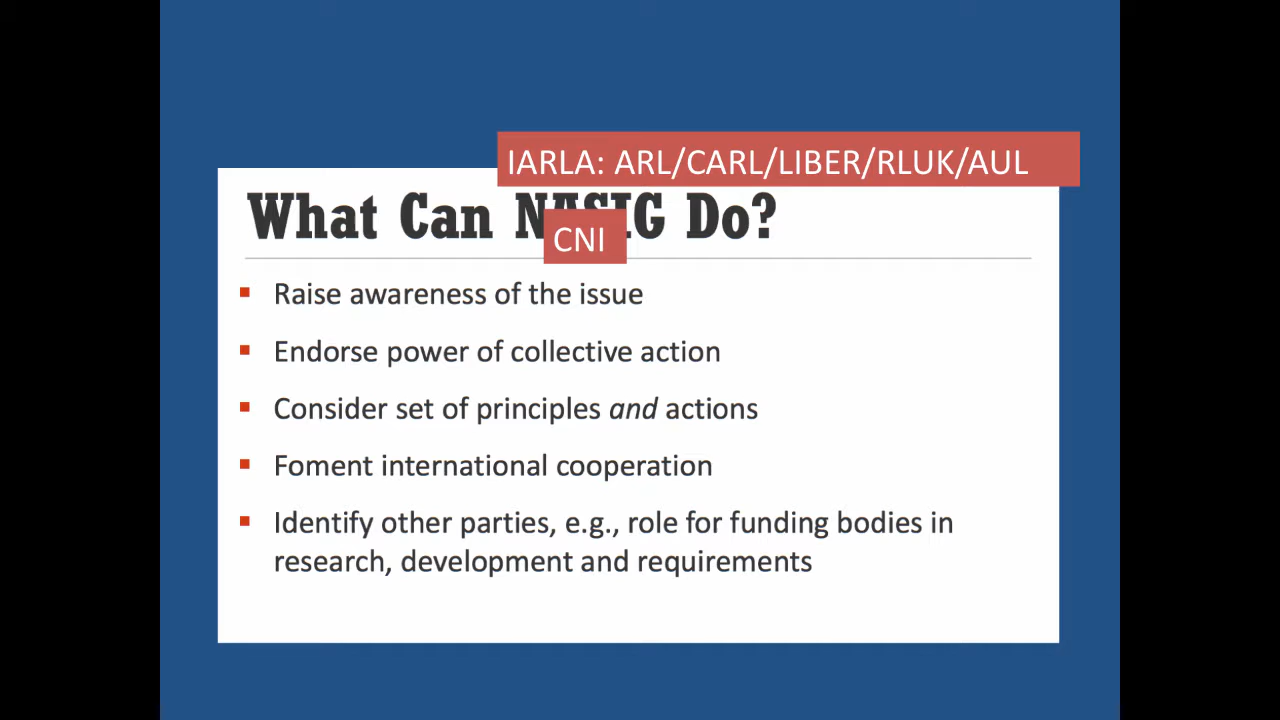 IARLA: ARL/CARL/LIBER/RLUK/AUL
What Can NASIG Do?
CNI
▪ Raise awareness of the issue
▪ Endorse power of collective action
▪ Consider set of principles and actions
▪ Foment international cooperation
▪ Identify other parties, e.g., role for funding bodies in
research, development and requirements